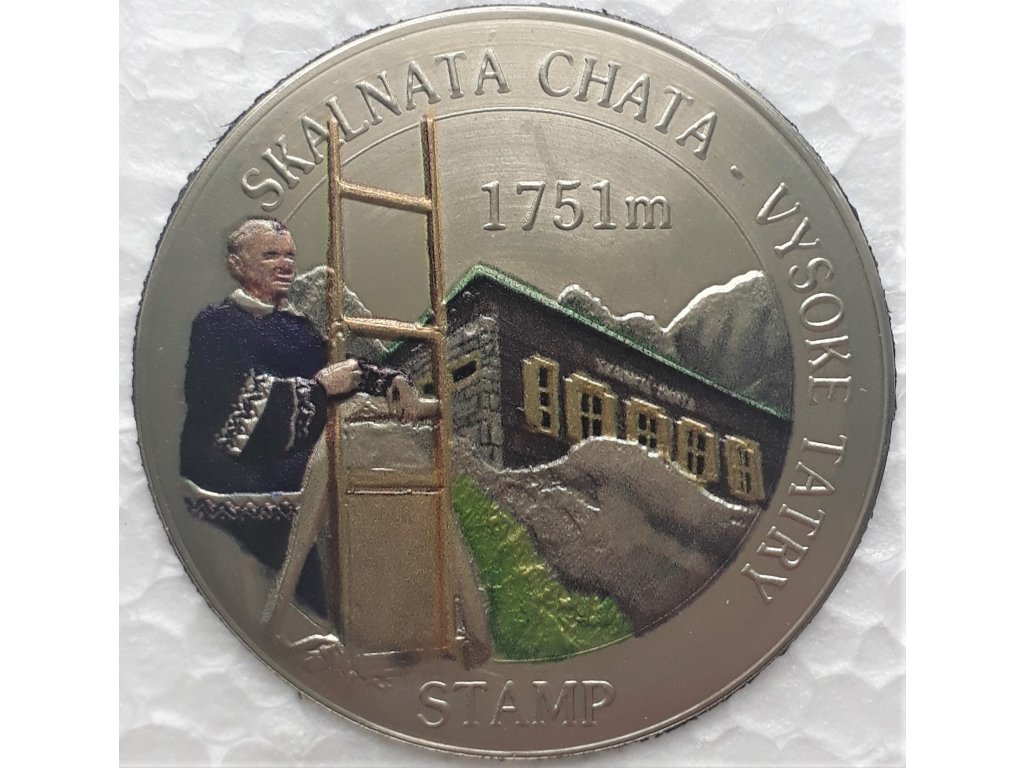 SKALNATA CHATA - VYSOKE TATRY
1751m
STAMP